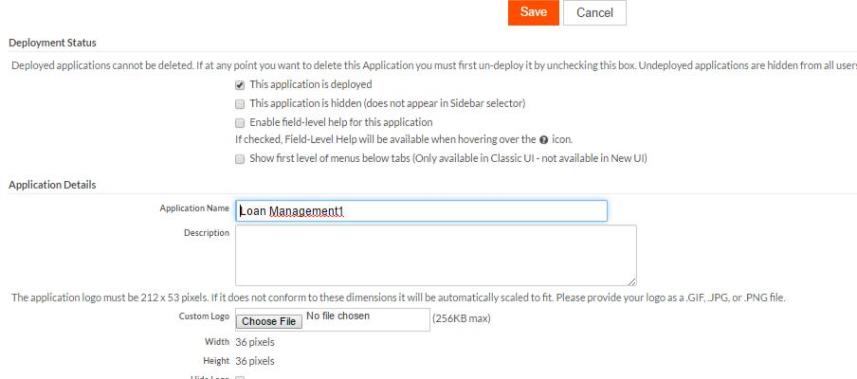 Save Cancel
Deployment Status
Deployed applications cannot be deleted. If at any point you want to delete this Application you must first un-deploy it by unchecking this box. Undeployed applications are hidden from all users
This application is deployed
This application is hidden (does not appear in Sidebar selector)
Enable field-level help for this application
If checked, Field-Level Help will be available when hovering over the ? icon.
Show first level of menus below tabs (Only available in Classic UI - not available in New UI)
Application Details
Application Name Loan Management1
Description
The application logo must be 212 x 53 pixels. If it does not conform to these dimensions it will be automatically scaled to fit. Please provide your logo as a .GIF, .JPG, or .PNG file.
Custom Logo Choose File No file chosen (256KB max)
Width 36 pixels
Height 36 pixels
Hide Logo